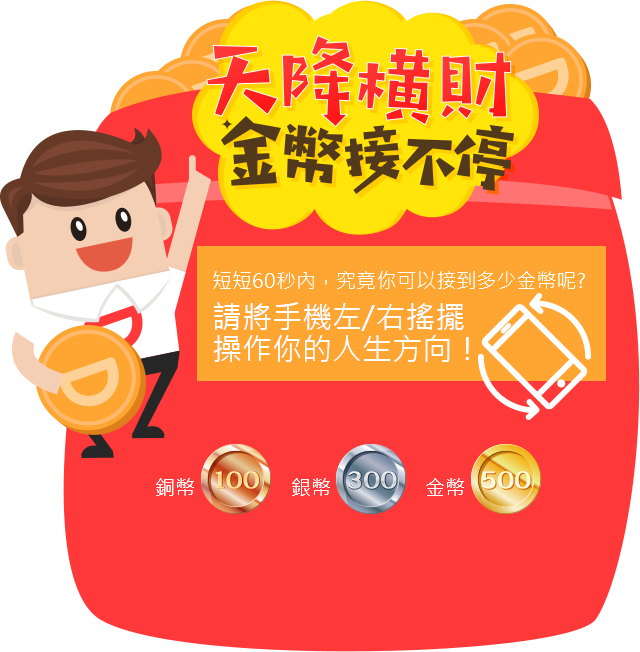 天降橫財
金幣接不停
短短60秒內，究竟你可以接到多少金幣呢?
請將手機左/右搖擺
操作你的人生方向！
銅幣 100 銀幣 300 金幣 500